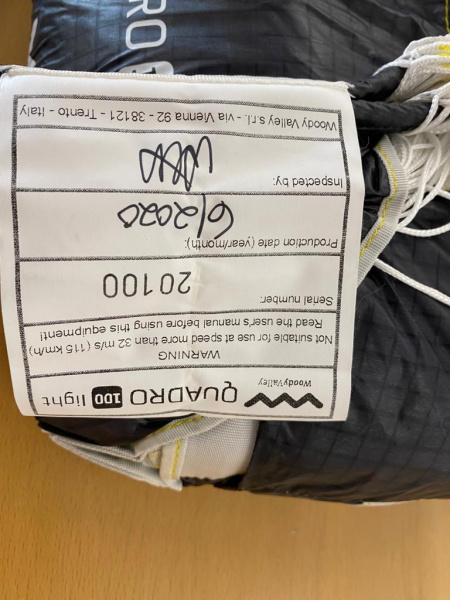 WoodyValley
QUADRO 100 light
WARNING
Not suitable for use at speed more than 32 m/s (115 km/h)
Read the user's manual before using this equipment!
Serial number:
20100
Production date (year/month):
6/2020
Inspected by:
Woody Valley s.r.l. - via Vienna 92 - 38121 - Trento - Italy
RO